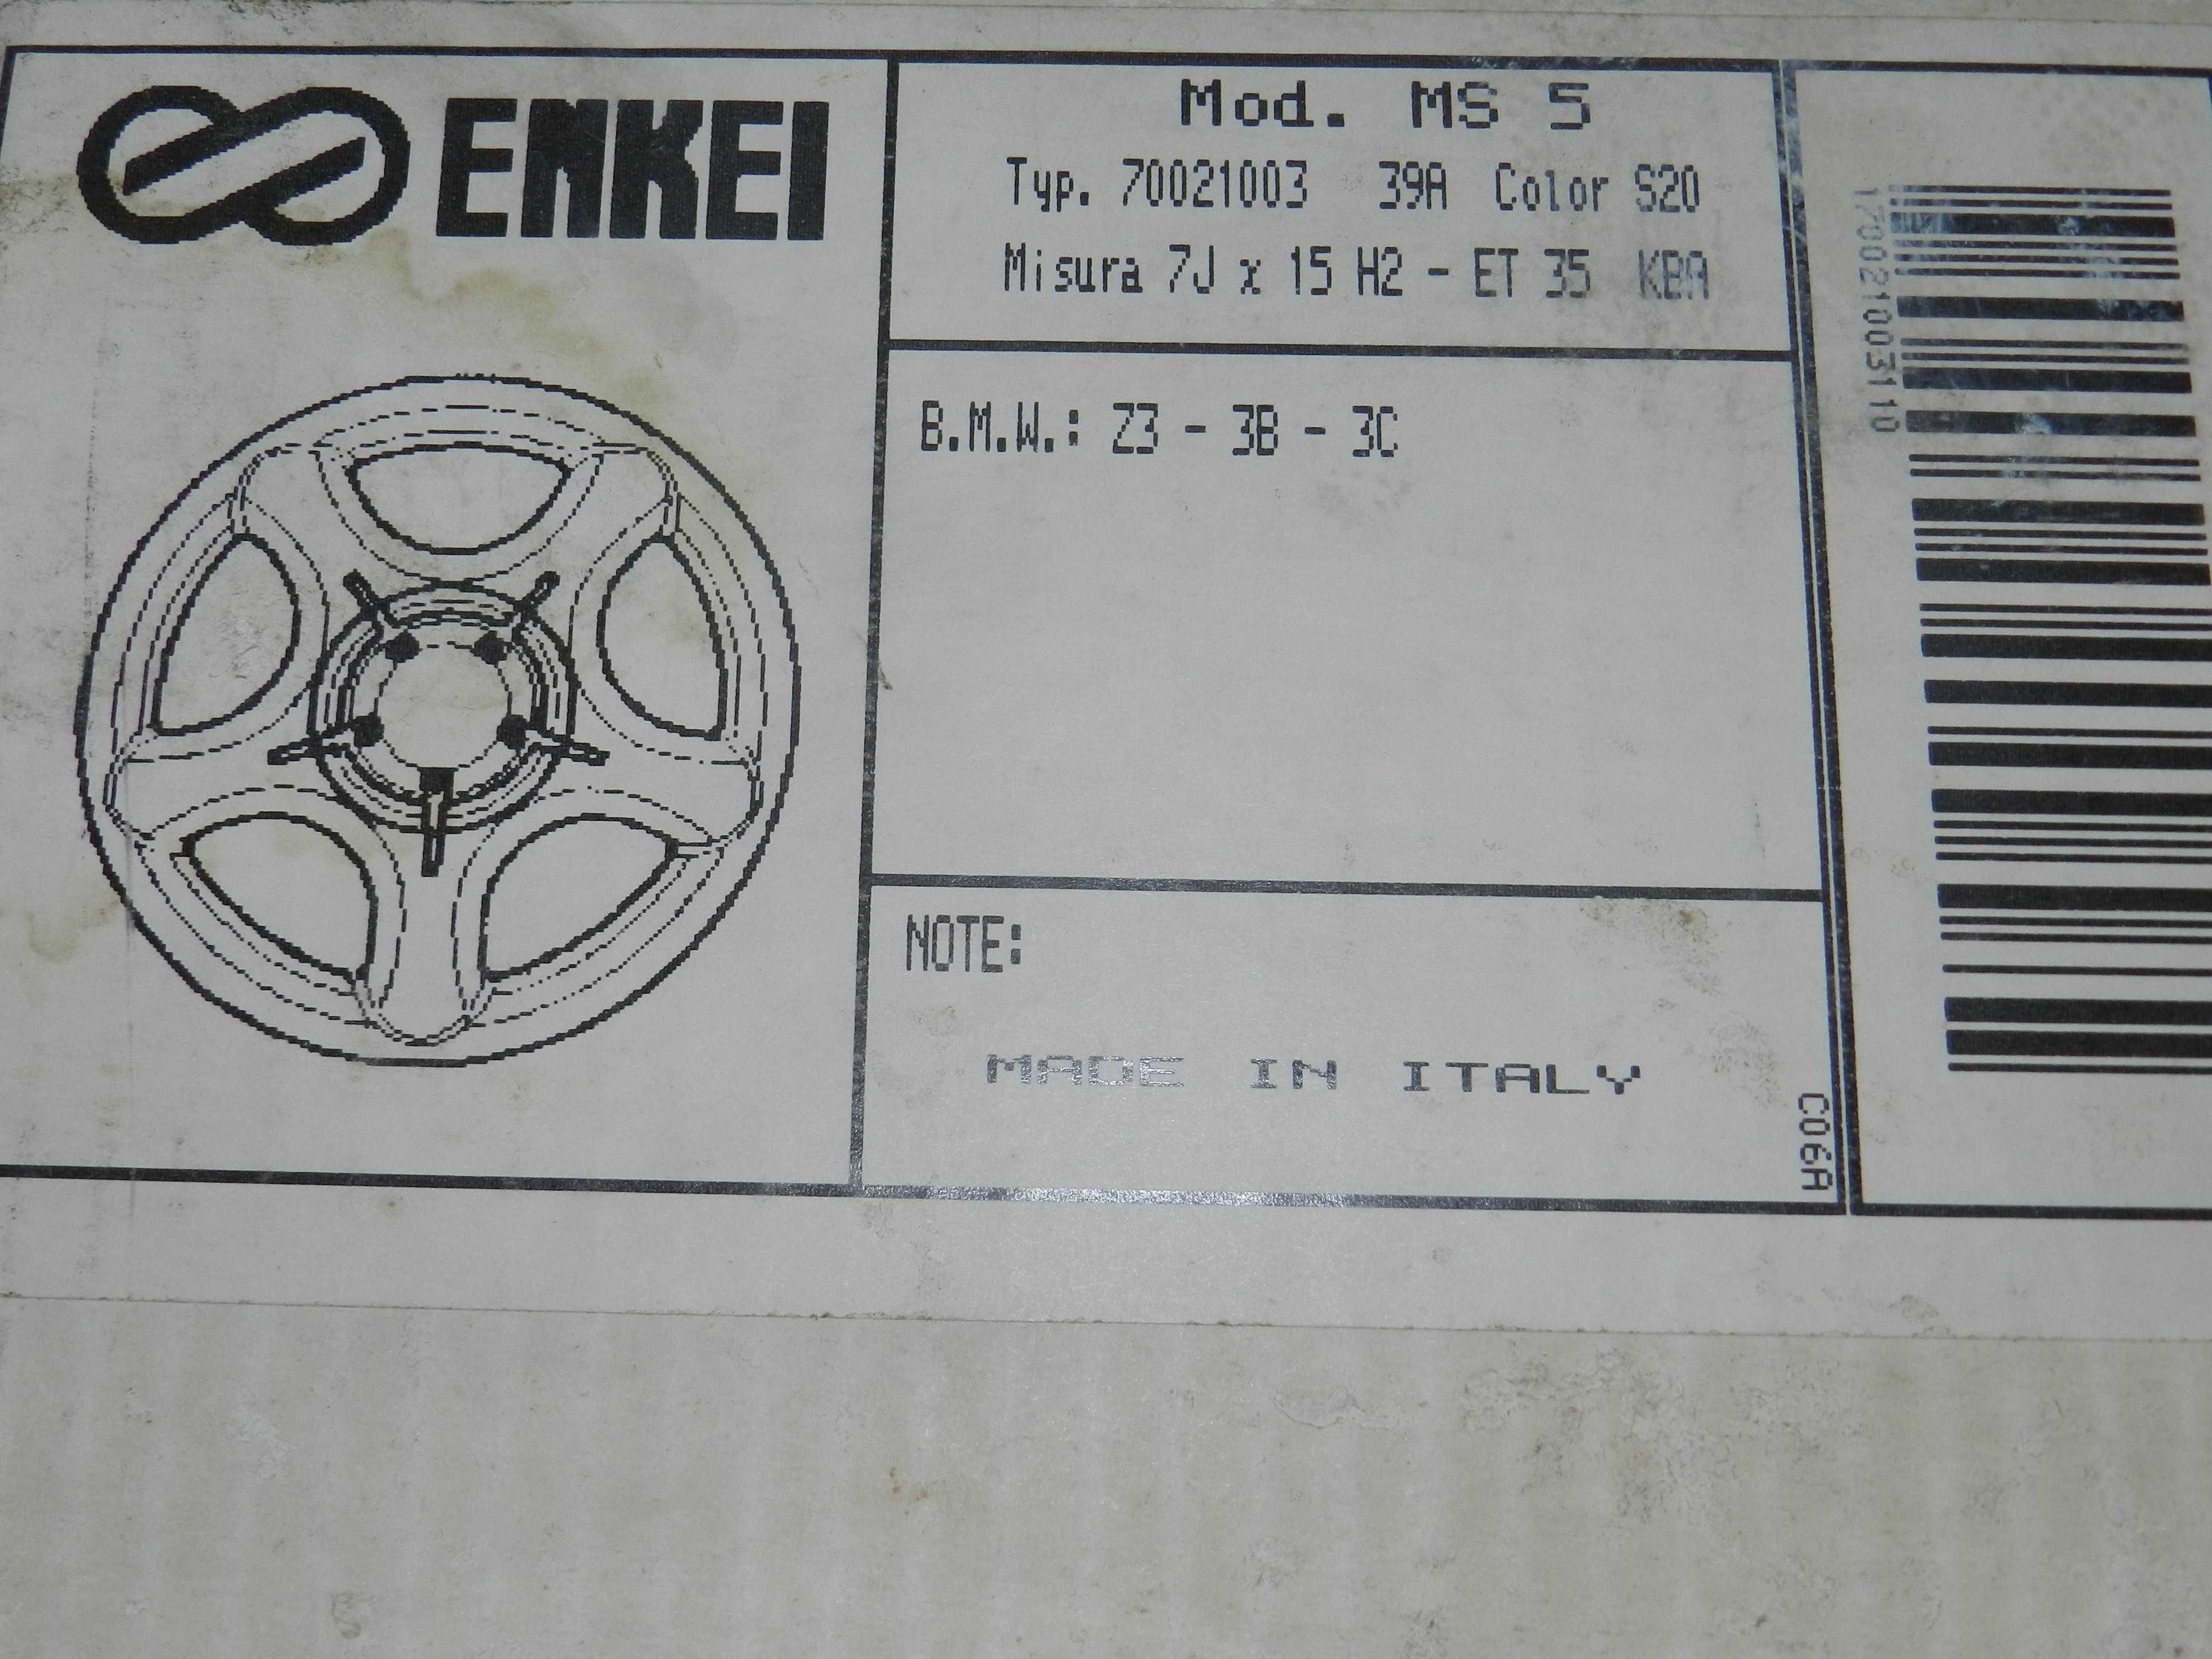 ENKEI
Mod. MS 5
Typ. 70021003 39A Color S20
Misura 7J x 15 H2 - ET 35 KBA
B.M.W.: Z3 - 3B - 3C
NOTE:
MADE IN ITALY
C06A
170021003110